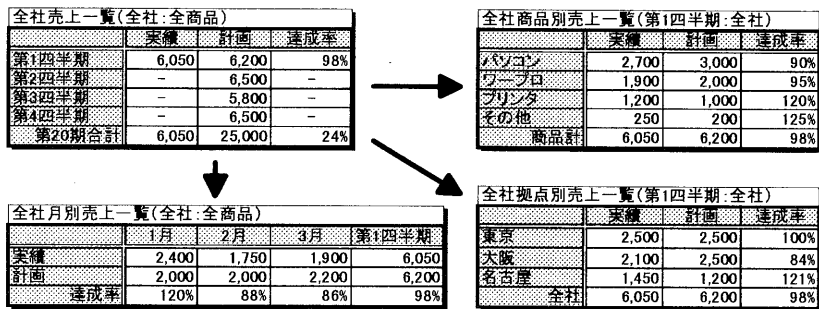 全社売上一覧(全社:全商品)
実績 計画 達成率
第1四半期 6,050 6,200 98%
第2四半期 － 6,500 －
第3四半期 － 5,800 －
第4四半期 － 6,500 －
第20期合計 6,050 25,000 24%
全社商品別売上一覧(第1四半期:全社)
実績 計画 達成率
パソコン 2,700 3,000 90%
ワープロ 1,900 2,000 95%
プリンタ 1,200 1,000 120%
その他 250 200 125%
商品計 6,050 6,200 98%
全社月別売上一覧(全社:全商品)
1月 2月 3月 第1四半期
実績 2,400 1,750 1,900 6,050
計画 2,000 2,000 2,200 6,200
達成率 120% 88% 86% 98%
全社拠点別売上一覧(第1四半期:全社)
実績 計画 達成率
東京 2,500 2,500 100%
大阪 2,100 2,500 84%
名古屋 1,450 1,200 121%
全社 6,050 6,200 98%